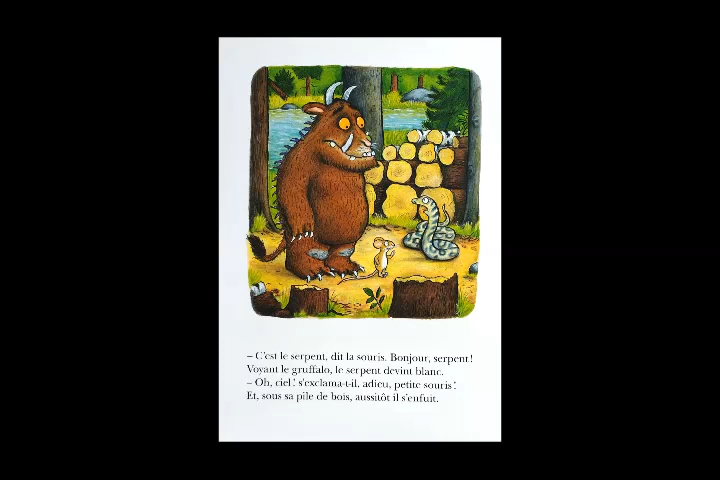 – C'est le serpent, dit la souris. Bonjour, serpent !
Voyant le gruffalo, le serpent devint blanc.
– Oh, ciel ! s'exclama-t-il, adieu, petite souris !
Et, sous sa pile de bois, aussitôt il s'enfuit.